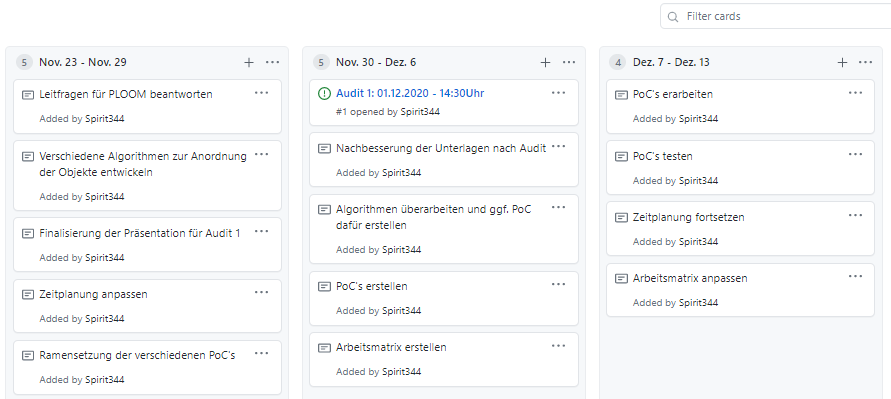 Filter cards
5 Nov. 23 - Nov. 29
Leitfragen für PLOOM beantworten
Added by Spirit344
Verschiedene Algorithmen zur Anordnung
der Objekte entwickeln
Added by Spirit344
Finalisierung der Präsentation für Audit 1
Added by Spirit344
Zeitplanung anpassen
Added by Spirit344
Ramensetzung der verschiedenen PoC's
Added by Spirit344
5 Nov. 30 - Dez. 6
Audit 1: 01.12.2020 - 14:30Uhr
#1 opened by Spirit344
Nachbesserung der Unterlagen nach Audit
Added by Spirit344
Algorithmen überarbeiten und ggf. PoC
dafür erstellen
Added by Spirit344
PoC's erstellen
Added by Spirit344
Arbeitsmatrix erstellen
Added by Spirit344
4 Dez. 7 - Dez. 13
PoC's erarbeiten
Added by Spirit344
PoC's testen
Added by Spirit344
Zeitplanung fortsetzen
Added by Spirit344
Arbeitsmatrix anpassen
Added by Spirit344